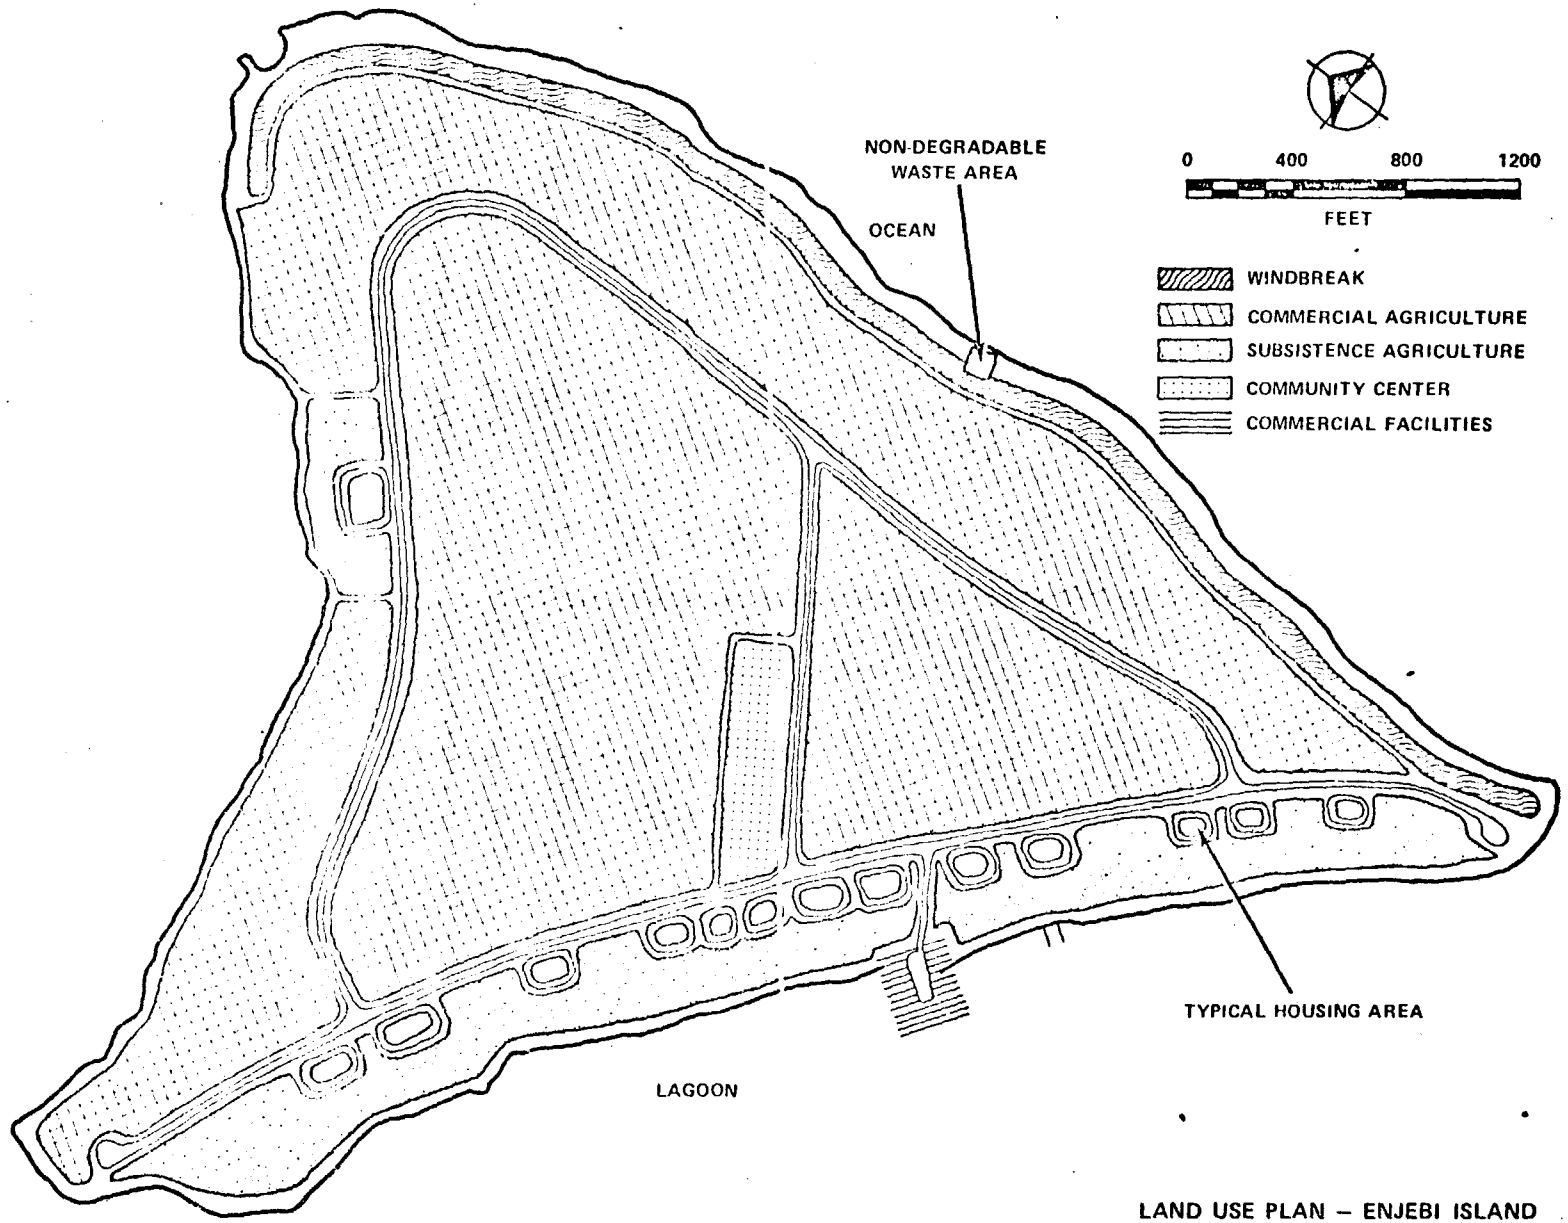 NON-DEGRADABLE
WASTE AREA
OCEAN
0 400 800 1200
FEET
WINDBREAK
COMMERCIAL AGRICULTURE
SUBSISTENCE AGRICULTURE
COMMUNITY CENTER
COMMERCIAL FACILITIES
TYPICAL HOUSING AREA
LAGOON
LAND USE PLAN – ENJEBI ISLAND